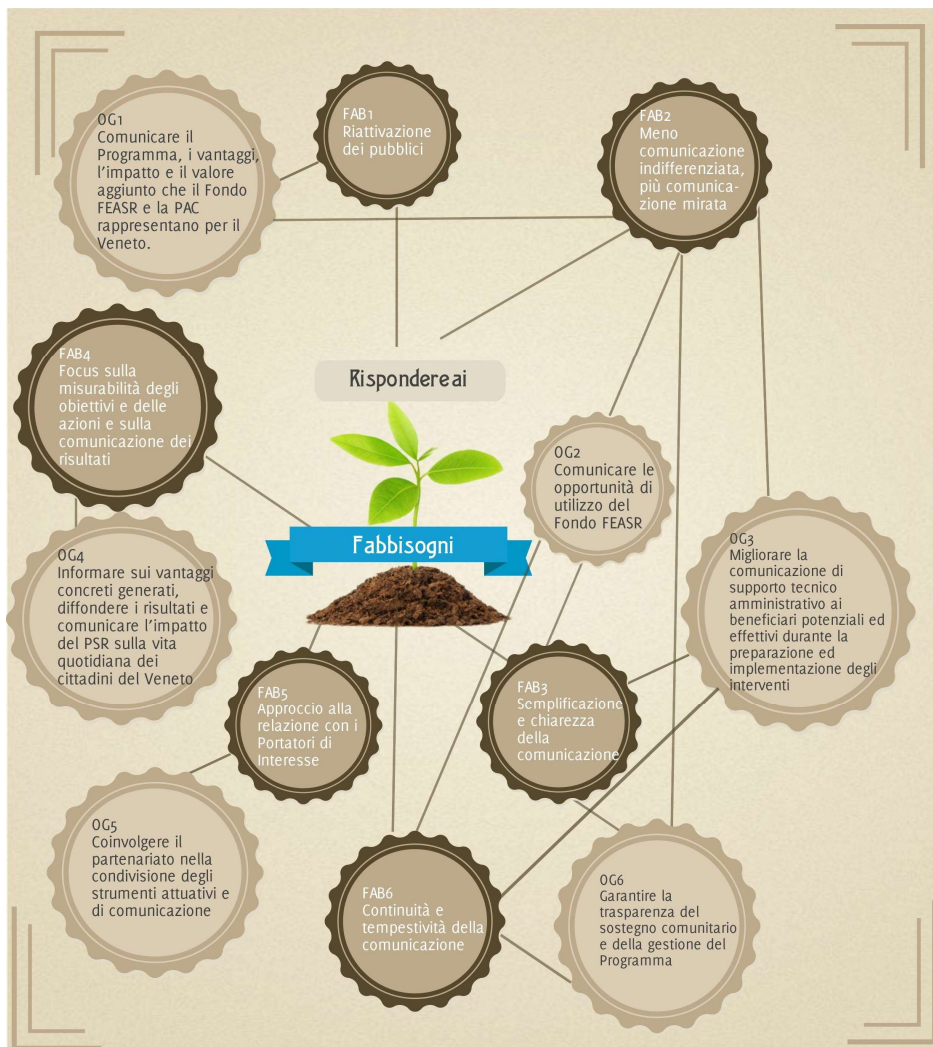 OG1
Comunicare il
Programma, i vantaggi,
l'impatto e il valore
aggiunto che il Fondo
FEASR e la PAC
rappresentano per il
Veneto.
FAB1
Riattivazione
dei pubblici
FAB2
Meno
comunicazione
indifferenziata,
più comunica-
zione mirata
FAB4
Focus sulla
misurabilità degli
obiettivi e delle
azioni e sulla
comunicazione dei
risultati
Rispondere ai
OG2
Comunicare le
opportunità di
utilizzo del
Fondo FEASR
Fabbisogni
OG4
Informare sui vantaggi
concreti generati,
diffondere i risultati e
comunicare l'impatto
del PSR sulla vita
quotidiana dei
cittadini del Veneto
OG3
Migliorare la
comunicazione di
supporto tecnico
amministrativo ai
beneficiari potenziali ed
effettivi durante la
preparazione ed
implementazione degli
interventi
FAB5
Approccio alla
relazione con i
Portatori di
Interesse
FAB3
Semplificazione
e chiarezza
della
comunicazione
OG5
Coinvolgere il
partenariato nella
condivisione degli
strumenti attuativi e
di comunicazione
FAB6
Continuità e
tempestività della
comunicazione
OG6
Garantire la
trasparenza del
sostegno comunitario
e della gestione del
Programma